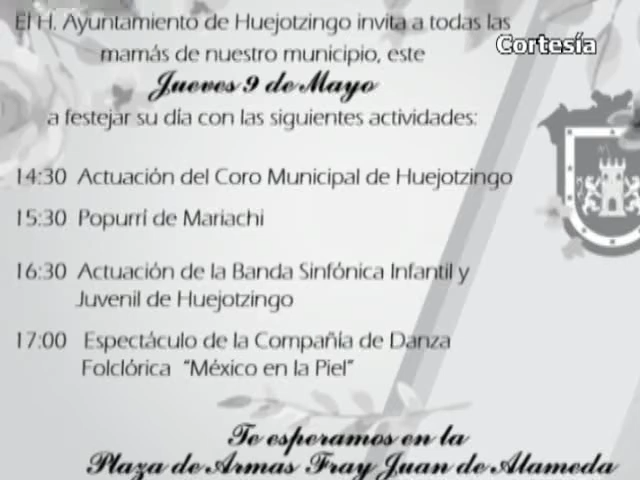 El H. Ayuntamiento de Huejotzingo invita a todas las
Cortesía
mamás de nuestro municipio, este
Jueves 9 de Mayo
a festejar su día con las siguientes actividades:
14:30 Actuación del Coro Municipal de Huejotzingo
15:30 Popurrí de Mariachi
16:30 Actuación de la Banda Sinfónica Infantil y
Juvenil de Huejotzingo
17:00 Espectáculo de la Compañía de Danza
Folclórica "México en la Piel"
Te esperamos en la
Plaza de Armas Fray Juan de Alameda